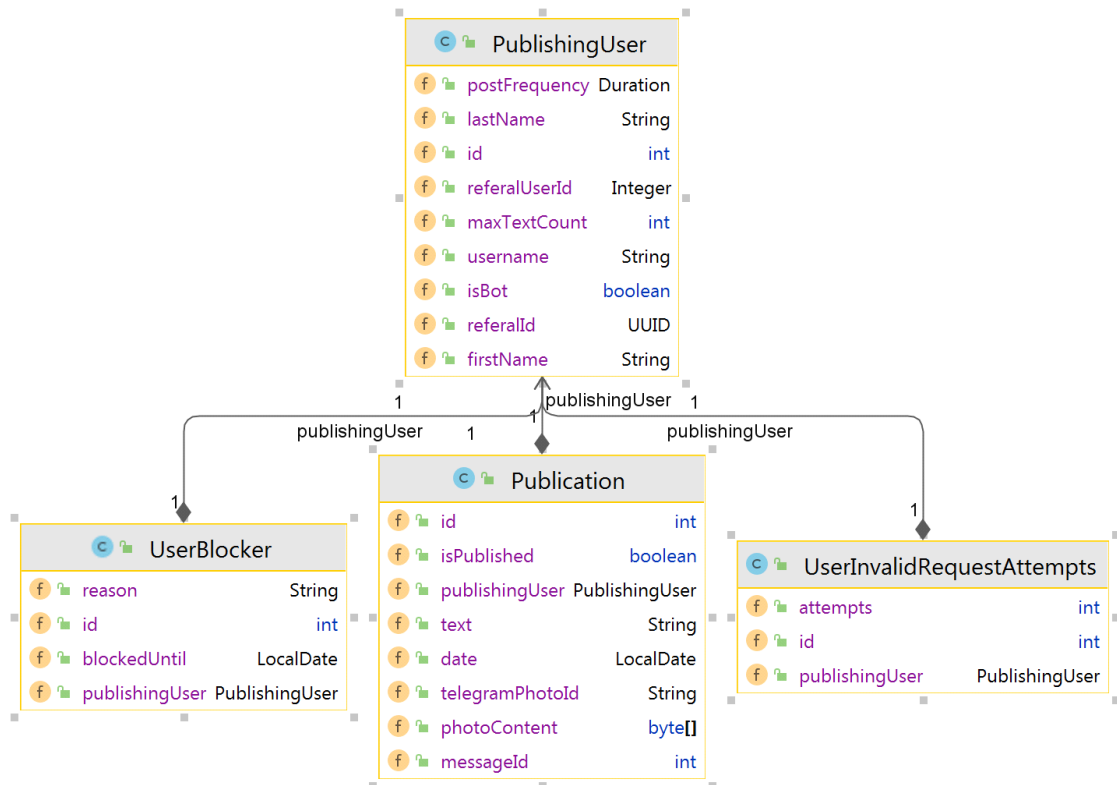 C PublishingUser
f postFrequency Duration
f lastName String
f id int
f referalUserId Integer
f maxTextCount int
f username String
f isBot boolean
f referalId UUID
f firstName String
1 publishingUser 1
publishingUser 1 1 publishingUser
1 1
C Publication
f id int
f isPublished boolean
f publishingUser PublishingUser
f text String
f date LocalDate
f telegramPhotoId String
f photoContent byte[]
f messageId int
C UserBlocker
f reason String
f id int
f blockedUntil LocalDate
f publishingUser PublishingUser
C UserInvalidRequestAttempts
f attempts int
f id int
f publishingUser PublishingUser